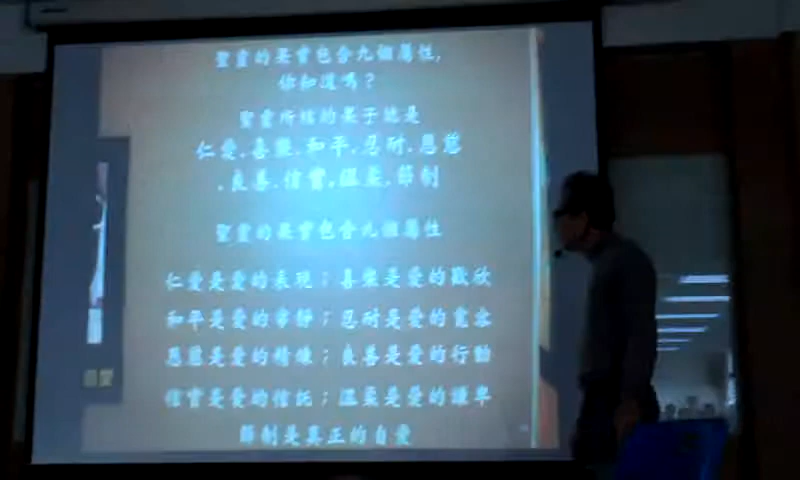 聖靈的果實包含九個屬性,
你知道嗎?
聖靈所結的果子就是
仁愛.喜樂.和平.忍耐.恩慈
.良善.信實.溫柔.節制
聖靈的果實包含九個屬性
仁愛是愛的表現;喜樂是愛的歡欣
和平是愛的安靜;忍耐是愛的寬容
恩慈是愛的精煉;良善是愛的行動
信實是愛的信託;溫柔是愛的謙卑
節制是真正的自愛